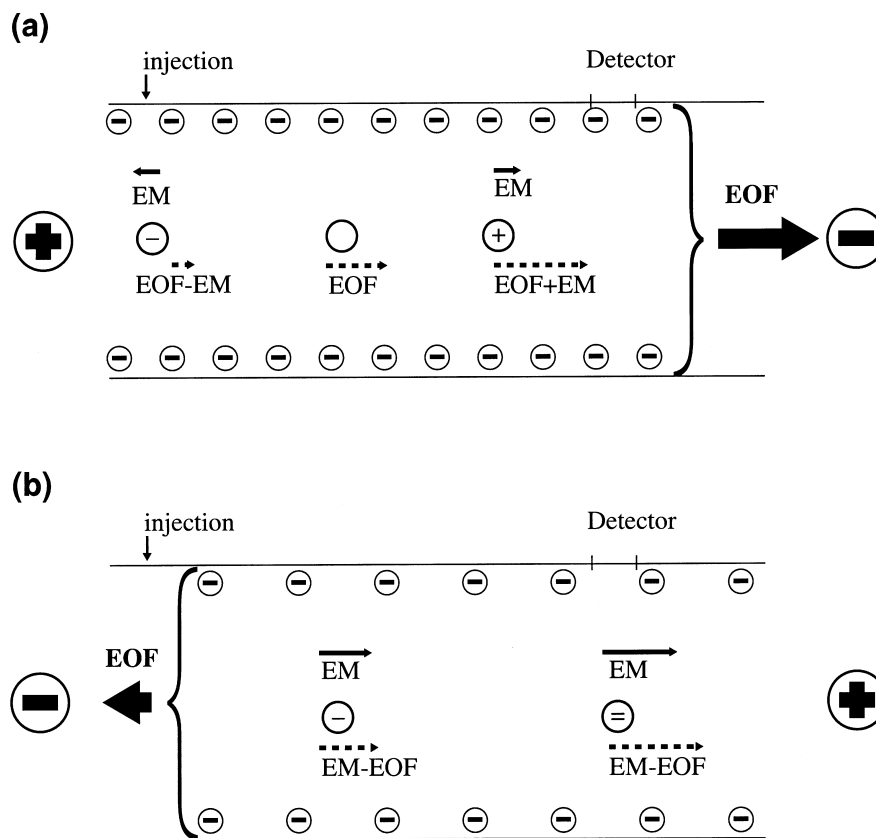 (a)
injection
Detector
EM
EM
EOF
EOF-EM
EOF
EOF+EM
(b)
injection
Detector
EOF
EM
EM
EM-EOF
EM-EOF